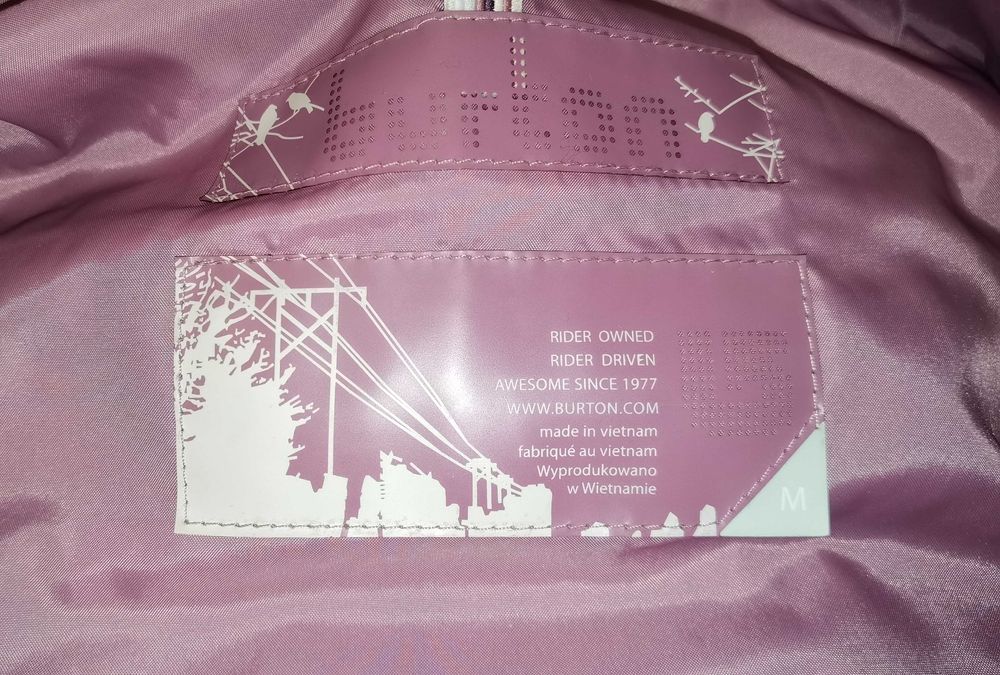 burton
RIDER OWNED
RIDER DRIVEN
AWESOME SINCE 1977
WWW.BURTON.COM
made in vietnam
fabriqué au vietnam
Wyprodukowano
w Wietnamie
M